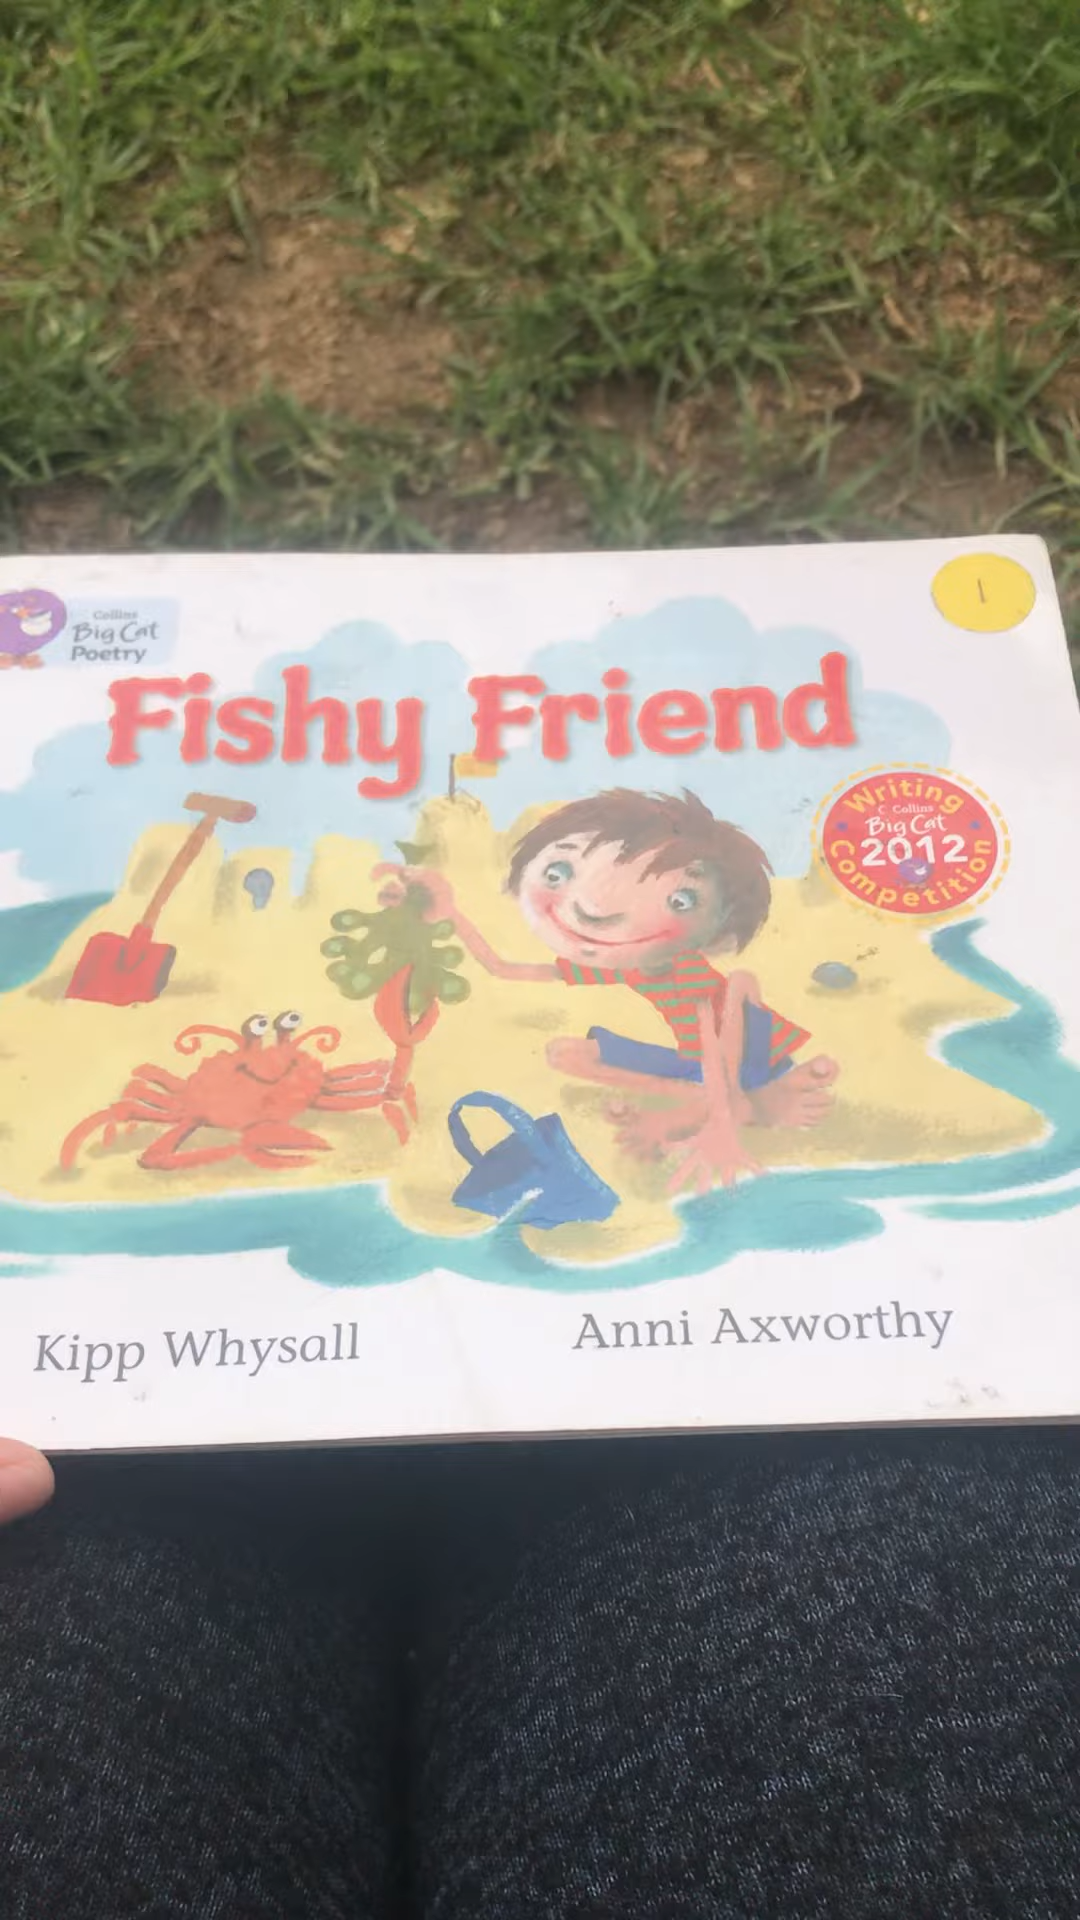 Collins
Big Cat
Poetry
1
Fishy Friend
Writing
Collins
Big Cat
2012
Competition
Kipp Whysall
Anni Axworthy